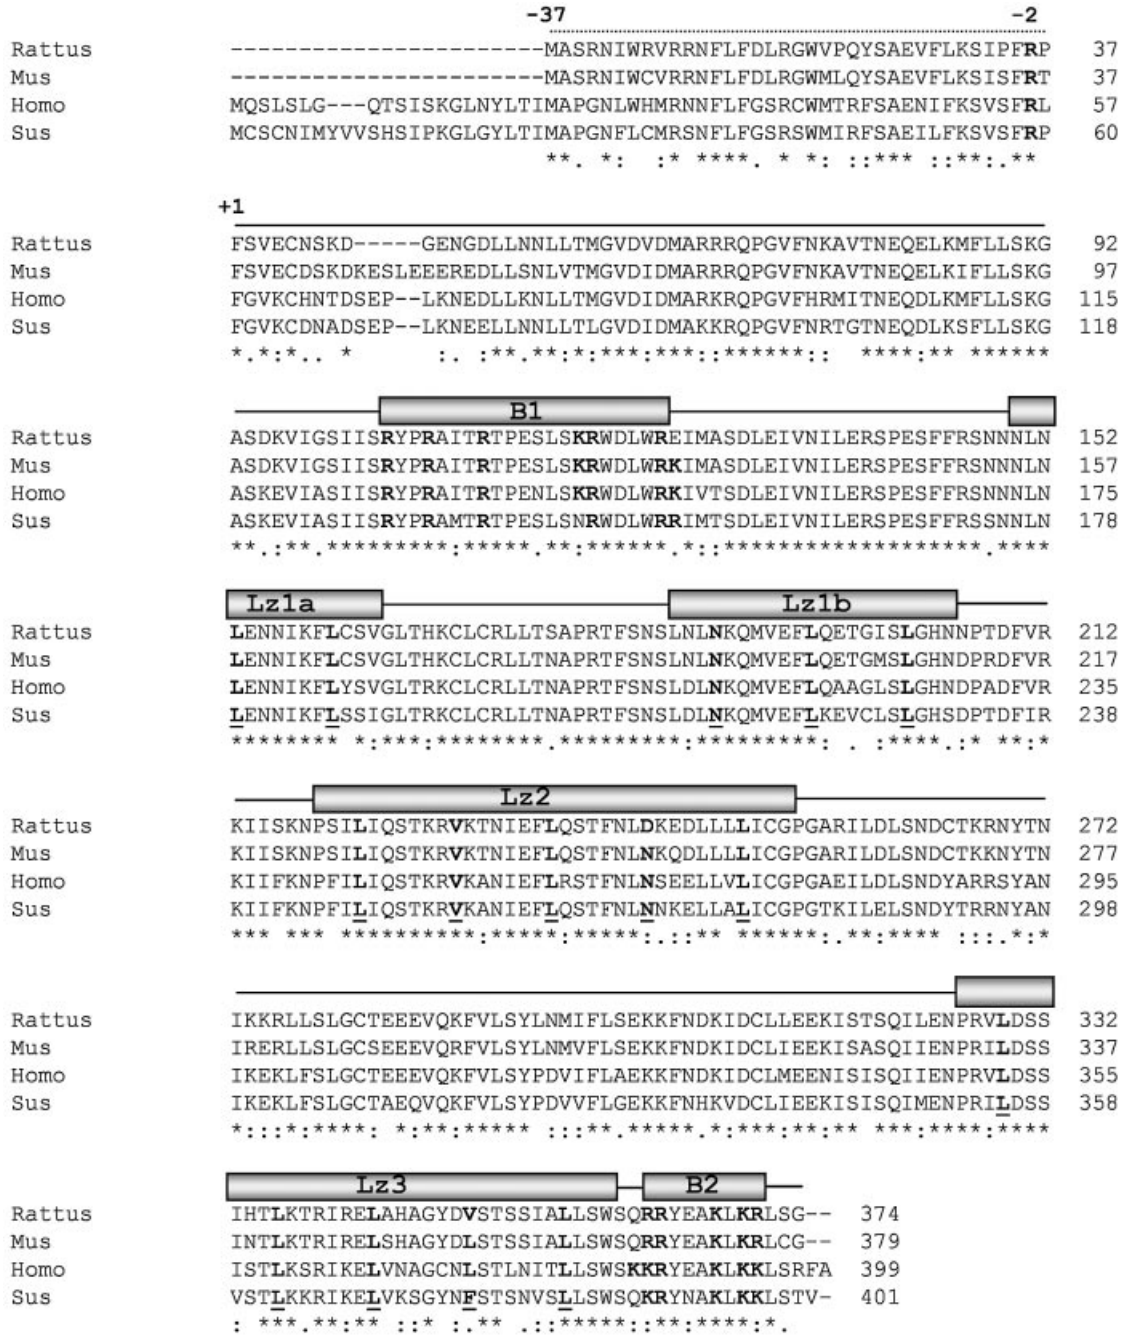 -37 -2
Rattus -----------------------MASRNIWRVRRNFLFDLRGWVPQYSAEVFLKSIPFRP 37
Mus -----------------------MASRNIWCVRRNFLFDLRGWMLQYSAEVFLKSISFRT 37
Homo MQSLSLG---QTSISKGLNYLTIMAPGNLWHMRNNFLFGSRCWMTRFSAENIFKSVSFRL 57
Sus MCSCNIMYVVSHSIPKGLGYLTIMAPGNFLCMRSNFLFGSRSWMIRFSAEILFKSVSFRP 60
**. *: :* ****. * *: ::*** ::**:.**
+1
Rattus FSVECNSKD-----GENGDLLNNLLTMGVDVDMARRRQPGVFNKAVTNEQELKMFLLSKG 92
Mus FSVECDSKDKESLEEEREDLLSNLVTMGVDIDMARRRQPGVFNKAVTNEQELKIFLLSKG 97
Homo FGVKCHNTDSEP--LKNEDLLKNLLTMGVDIDMARKRQPGVFHRMITNEQDLKMFLLSKG 115
Sus FGVKCDNADSEP--LKNEELLNNLLTLGVDIDMAKKRQPGVFNRTGTNEQDLKSFLLSKG 118
*.*:*.. * :. :**.**:*:***:***::******:: ****:** ******
B1
Rattus ASDKVIGSIISRYPRAITRTPESLSKRWDLWREIMASDLEIVNILERSPESFFRSNNNLN 152
Mus ASDKVIGSIISRYPRAITRTPESLSKRWDLWRKIMASDLEIVNILERSPESFFRSNNNLN 157
Homo ASKEVIASIISRYPRAITRTPENLSKRWDLWRKIVTSDLEIVNILERSPESFFRSNNNLN 175
Sus ASKEVIASIISRYPRAMTRTPESLSNRWDLWRRIMTSDLEIVNILERSPESFFRSSNNLN 178
**.:**.*********:*****.**:******.*::*******************.****
Lz1a Lz1b
Rattus LENNIKFLCSVGLTHKCLCRLLTSAPRTFSNSLNLNKQMVEFLQETGISLGHNNPTDFVR 212
Mus LENNIKFLCSVGLTHKCLCRLLTNAPRTFSNSLNLNKQMVEFLQETGMSLGHNDPRDFVR 217
Homo LENNIKFLYSVGLTRKCLCRLLTNAPRTFSNSLDLNKQMVEFLQAAGLSLGHNDPADFVR 235
Sus LENNIKFLSSIGLTRKCLCRLLTNAPRTFSNSLDLNKQMVEFLKEVCLSLGHSDPTDFIR 238
******** *:***:********.*********:*********: . :****.:* **:*
Lz2
Rattus KIISKNPSILIQSTKRVKTNIEFLQSTFNLDKEDLLLLICGPGARILDLSNDCTKRNYTN 272
Mus KIISKNPSILIQSTKRVKTNIEFLQSTFNLNKQDLLLLICGPGARILDLSNDCTKKNYTN 277
Homo KIIFKNPFILIQSTKRVKANIEFLRSTFNLNSEELLVLICGPGAEILDLSNDYARRSYAN 295
Sus KIIFKNPFILIQSTKRVKANIEFLQSTFNLNNKELLALICGPGTKILELSNDYTRRNYAN 298
*** *** **********:*****:*****:.::** ******:.**:**** :::.*:*
Rattus IKKRLLSLGCTEEEVQKFVLSYLNMIFLSEKKFNDKIDCLLEEKISTSQILENPRVLDSS 332
Mus IRERLLSLGCSEEEVQRFVLSYLNMVFLSEKKFNDKIDCLIEEKISASQIIENPRILDSS 337
Homo IKEKLFSLGCTEEEVQKFVLSYPDVIFLAEKKFNDKIDCLMEENISISQIIENPRVLDSS 355
Sus IKEKLFSLGCTAEQVQKFVLSYPDVVFLGEKKFNHKVDCLIEEKISISQIMENPRILDSS 358
*:::*:****: *:**:***** :::**.*****.*:***:**:** ***:****:****
Lz3 B2
Rattus IHTLKTRIRELAHAGYDVSTSSIALLSWSQRRYEAKLKRLSG-- 374
Mus INTLKTRIRELSHAGYDLSTSSIALLSWSQRRYEAKLKRLCG-- 379
Homo ISTLKSRIKELVNAGCNLSTLNITLLSWSKKRYEAKLKKLSRFA 399
Sus VSTLKKRIKELVKSGYNFSTSNVSLLSWSQKRYNAKLKKLSTV- 401
: ***.**:** ::* :.** .::*****::**:****:*.